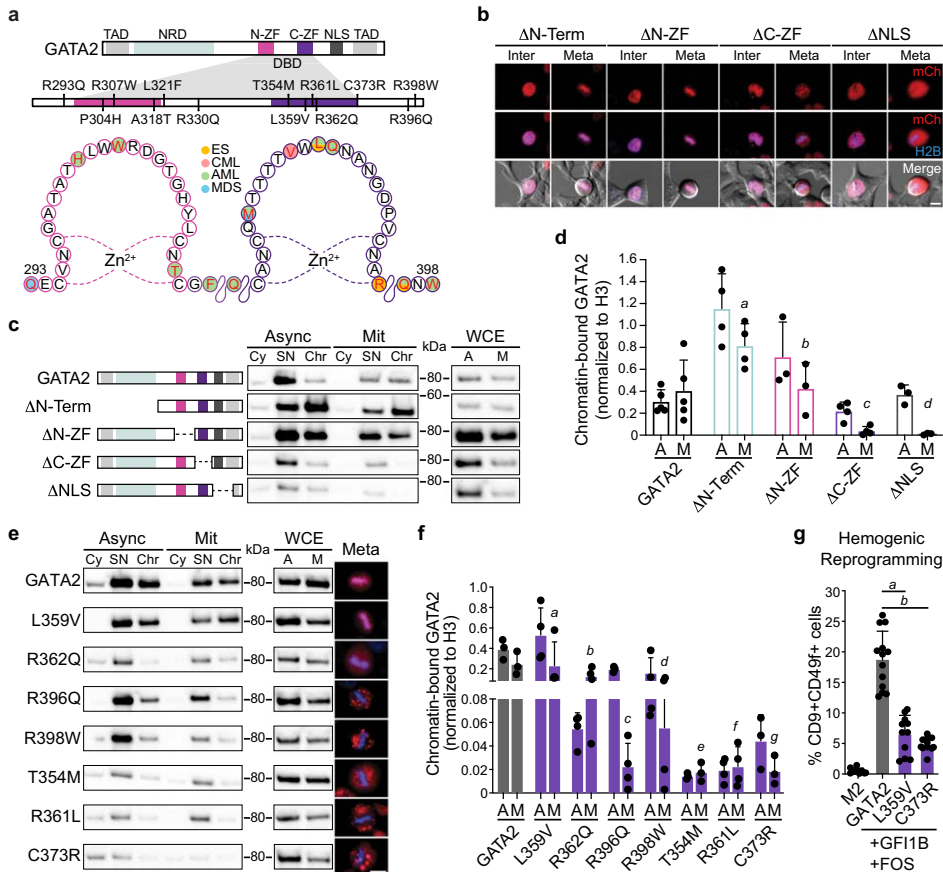 a
TAD NRD N-ZF C-ZF NLS TAD
GATA2
DBD
R293Q R307W L321F T354M R361L C373R R398W
P304H A318T R330Q L359V R362Q R396Q
ES
CML
AML
MDS
H L W W R D G T G H Y L C N T C G F Q
T A T A G N C V C E Q
293
Zn2+
C A N C Q M T T T T V W L Q N A N G D P V C N A R Q N W
398
Zn2+
b
ΔN-Term ΔN-ZF ΔC-ZF ΔNLS
Inter Meta Inter Meta Inter Meta Inter Meta
mCh
mCh
H2B
Merge
c
Async Mit WCE
Cy SN Chr Cy SN Chr kDa A M
GATA2 –80–
ΔN-Term –60–
ΔN-ZF –80–
ΔC-ZF –80–
ΔNLS –80–
d
Chromatin-bound GATA2
(normalized to H3)
1.6
1.4
1.2
1.0
0.8
0.6
0.4
0.2
0
a b c d
A M A M A M A M A M
GATA2 ΔN-Term ΔN-ZF ΔC-ZF ΔNLS
e
Async Mit WCE
Cy SN Chr Cy SN Chr kDa A M Meta
GATA2 –80–
L359V –80–
R362Q –80–
R396Q –80–
R398W –80–
T354M –80–
R361L –80–
C373R –80–
f
Chromatin-bound GATA2
(normalized to H3)
1.0
0.8
0.6
0.4
0.2
0.08
0.06
0.04
0.02
0
a b c d e f g
AM AM AM AM AM AM AM AM
GATA2 L359V R362Q R396Q R398W T354M R361L C373R
g
Hemogenic
Reprogramming
% CD9+CD49f+ cells
30
25
20
15
10
5
0
a
b
M2 GATA2 L359V C373R
+GFI1B
+FOS